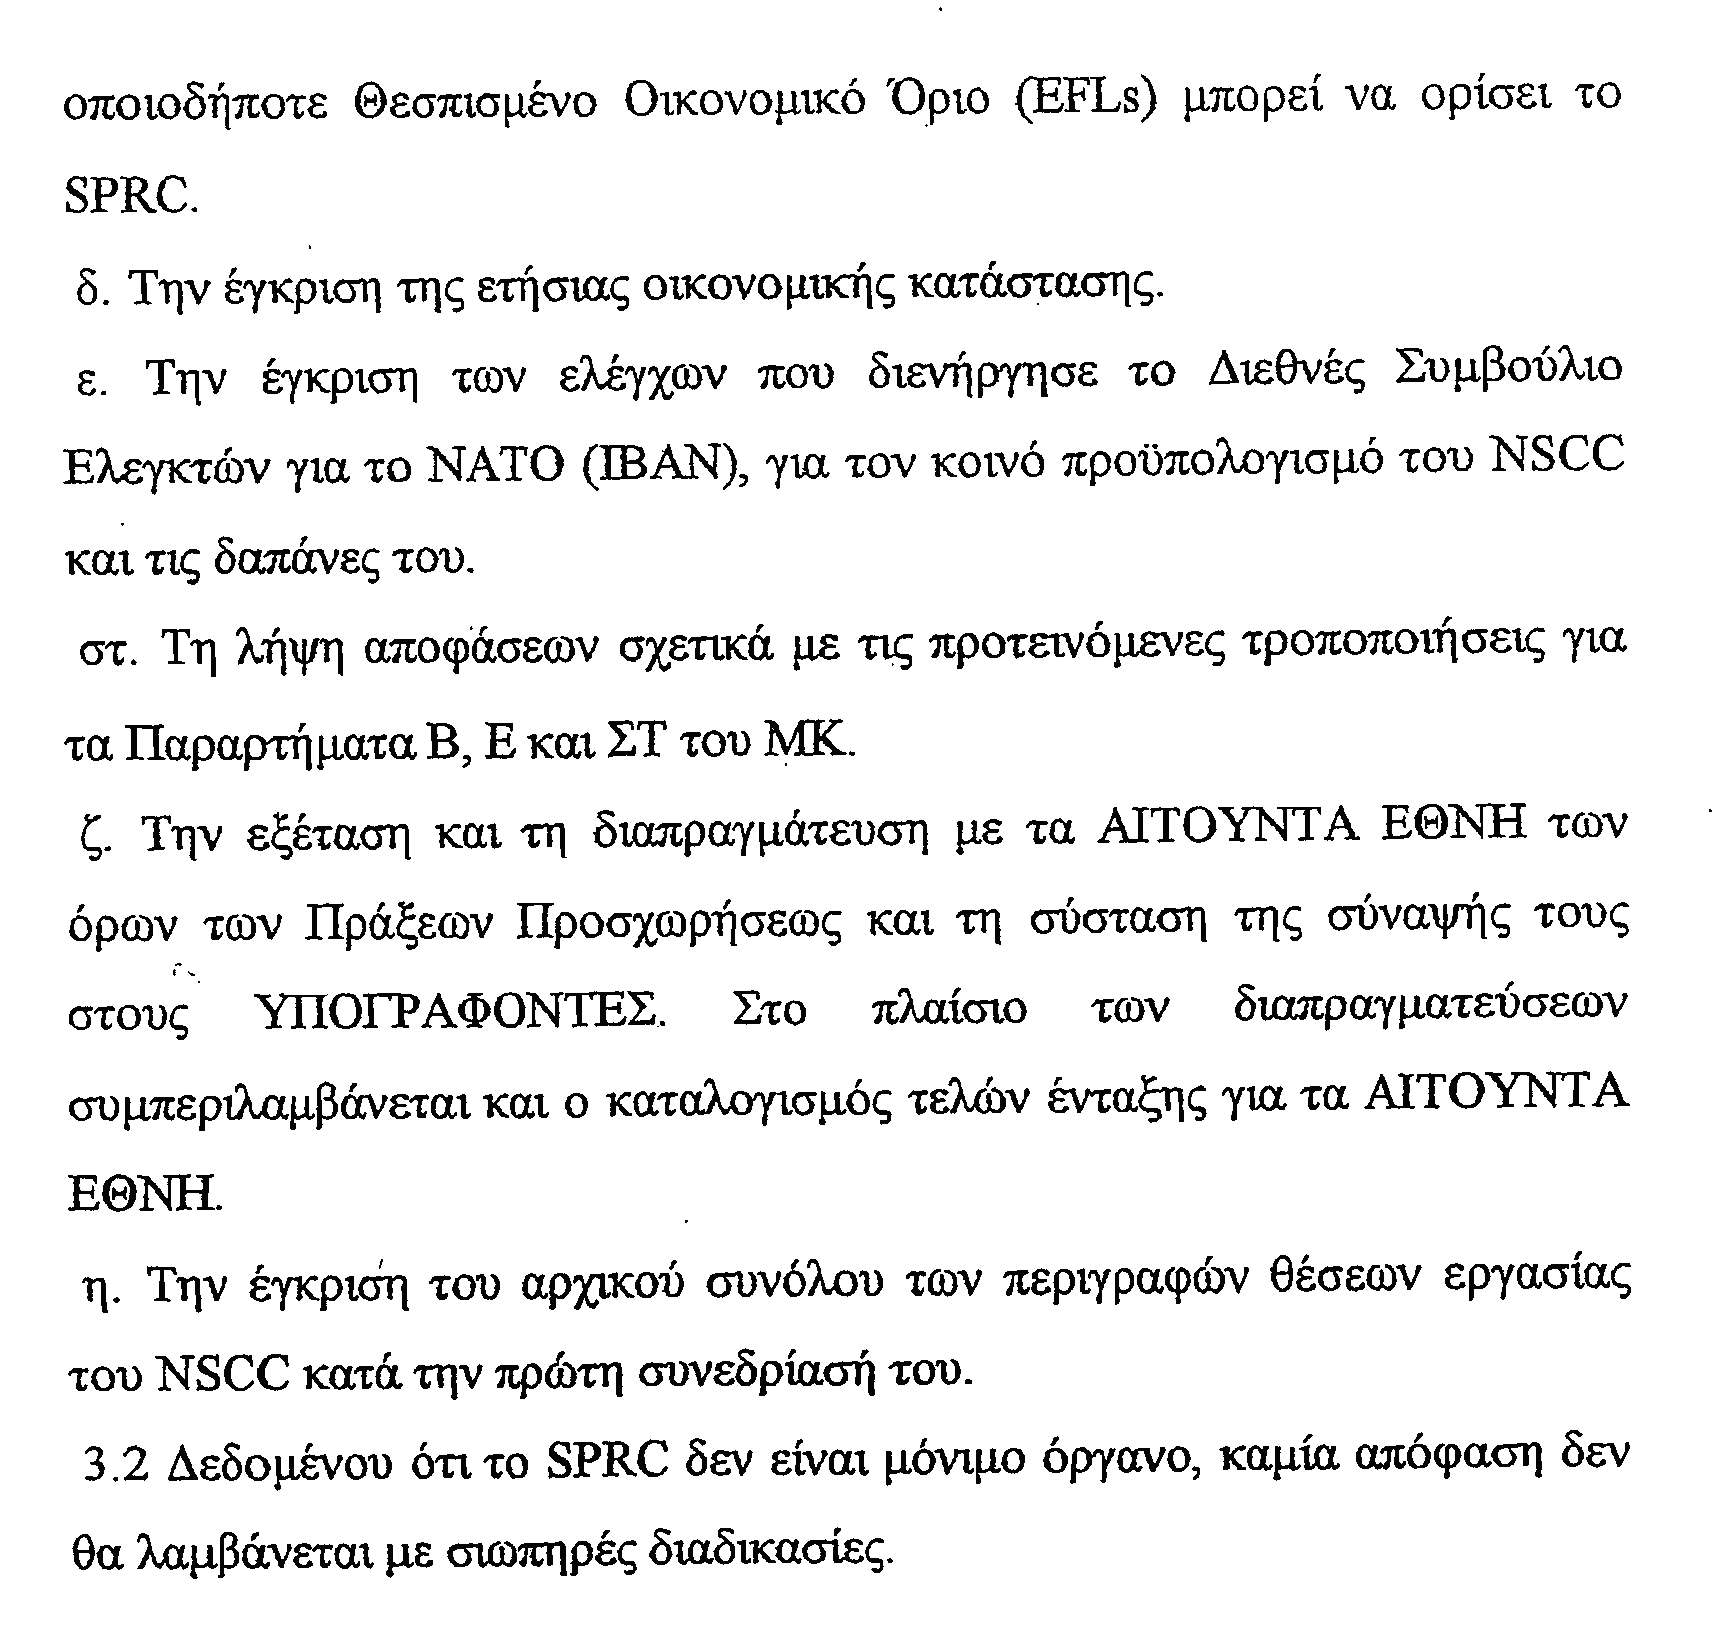 οποιοδήποτε Θεσπισμένο Οικονομικό Όριο (EFLs) μπορεί να ορίσει το
SPRC.
δ. Την έγκριση της ετήσιας οικονομικής κατάστασης.
ε. Την έγκριση των ελέγχων που διενήργησε το Διεθνές Συμβούλιο
Ελεγκτών για το ΝΑΤΟ (IBAN), για τον κοινό προϋπολογισμό του NSCC
και τις δαπάνες του.
στ. Τη λήψη αποφάσεων σχετικά με τις προτεινόμενες τροποποιήσεις για
τα Παραρτήματα Β, Ε και ΣΤ του ΜΚ.
ζ. Την εξέταση και τη διαπραγμάτευση με τα ΑΙΤΟΥΝΤΑ ΕΘΝΗ των
όρων των Πράξεων Προσχωρήσεως και τη σύσταση της σύναψής τους
στους ΥΠΟΓΡΑΦΟΝΤΕΣ. Στο πλαίσιο των διαπραγματεύσεων
συμπεριλαμβάνεται και ο καταλογισμός τελών ένταξης για τα ΑΙΤΟΥΝΤΑ
ΕΘΝΗ.
η. Την έγκριση του αρχικού συνόλου των περιγραφών θέσεων εργασίας
του NSCC κατά την πρώτη συνεδρίασή του.
3.2 Δεδομένου ότι το SPRC δεν είναι μόνιμο όργανο, καμία απόφαση δεν
θα λαμβάνεται με σιωπηρές διαδικασίες.